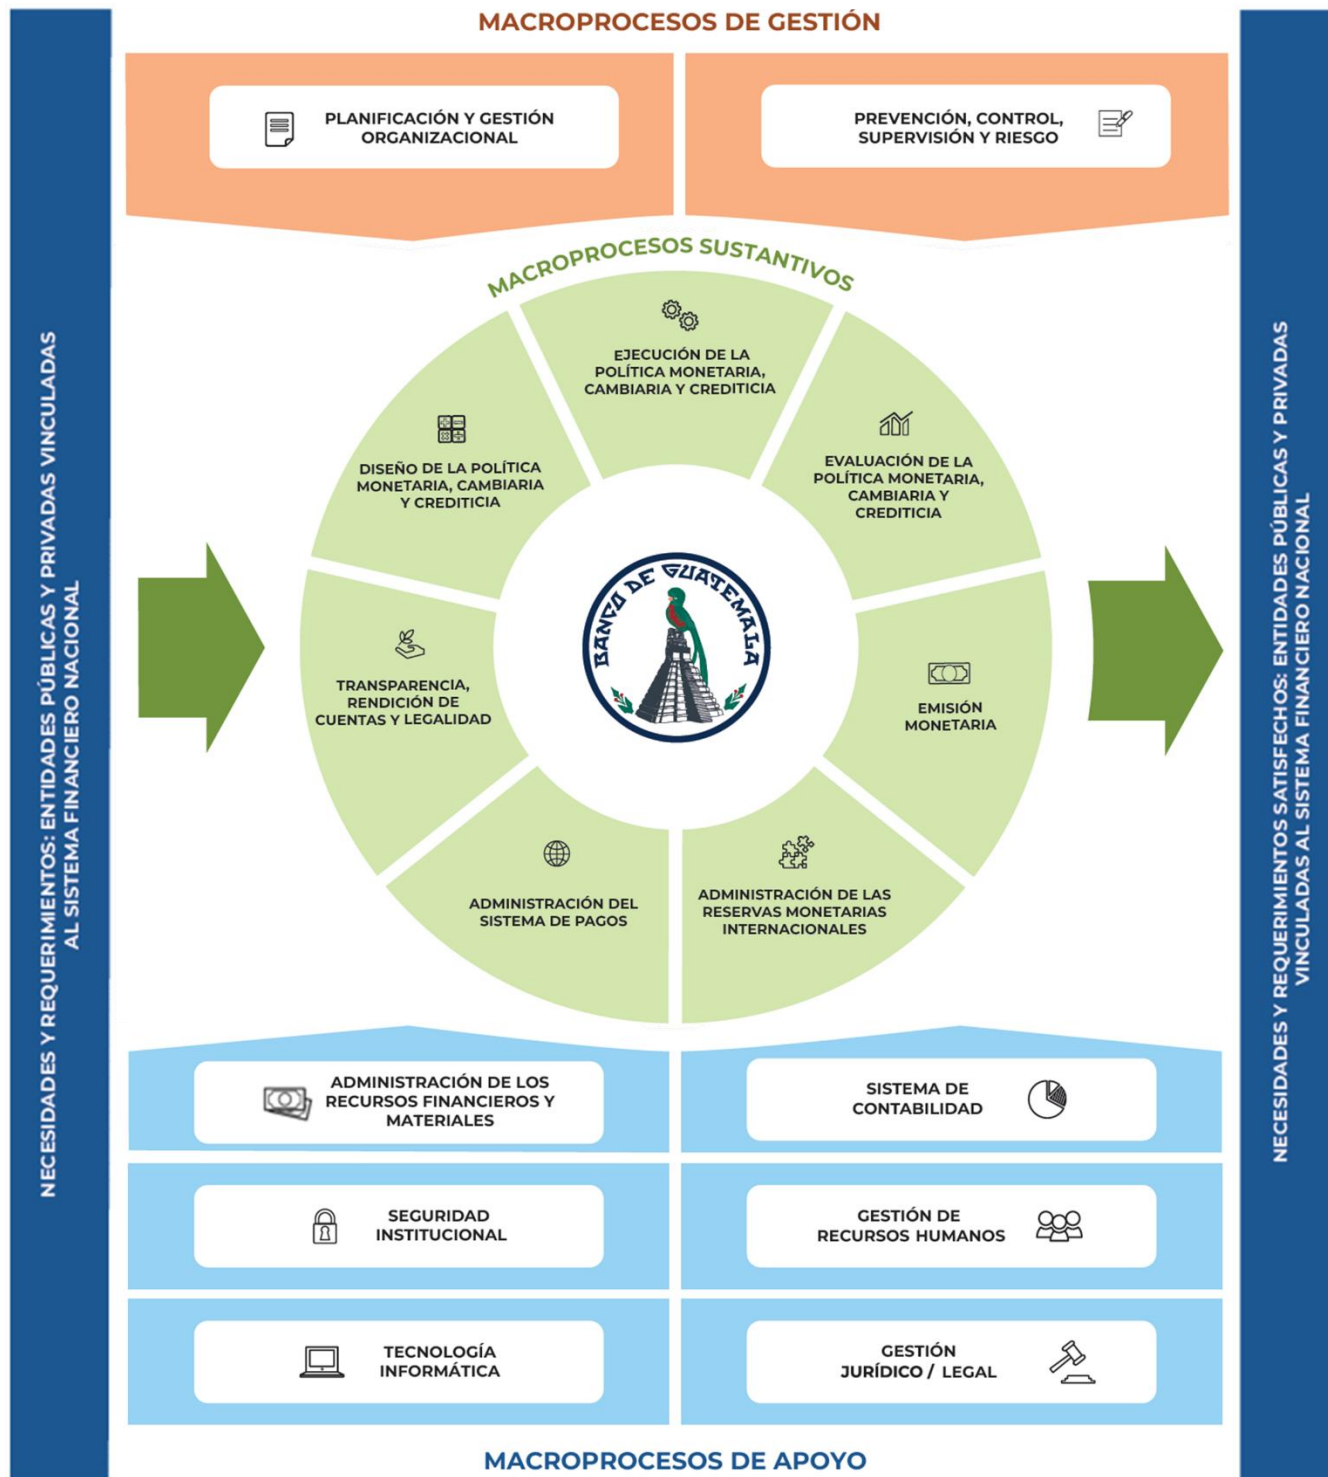 MACROPROCESOS DE GESTIÓN
PLANIFICACIÓN Y GESTIÓN
ORGANIZACIONAL
PREVENCIÓN, CONTROL,
SUPERVISIÓN Y RIESGO
NECESIDADES Y REQUERIMIENTOS: ENTIDADES PÚBLICAS Y PRIVADAS VINCULADAS
AL SISTEMA FINANCIERO NACIONAL
MACROPROCESOS SUSTANTIVOS
EJECUCIÓN DE LA
POLÍTICA MONETARIA,
CAMBIARIA Y CREDITICIA
DISEÑO DE LA POLÍTICA
MONETARIA, CAMBIARIA
Y CREDITICIA
EVALUACIÓN DE LA
POLÍTICA MONETARIA,
CAMBIARIA Y
CREDITICIA
BANCO DE GUATEMALA
TRANSPARENCIA,
RENDICIÓN DE
CUENTAS Y LEGALIDAD
EMISIÓN
MONETARIA
ADMINISTRACIÓN DEL
SISTEMA DE PAGOS
ADMINISTRACIÓN DE LAS
RESERVAS MONETARIAS
INTERNACIONALES
NECESIDADES Y REQUERIMIENTOS SATISFECHOS: ENTIDADES PÚBLICAS Y PRIVADAS
VINCULADAS AL SISTEMA FINANCIERO NACIONAL
ADMINISTRACIÓN DE LOS
RECURSOS FINANCIEROS Y
MATERIALES
SISTEMA DE
CONTABILIDAD
SEGURIDAD
INSTITUCIONAL
GESTIÓN DE
RECURSOS HUMANOS
TECNOLOGÍA
INFORMÁTICA
GESTIÓN
JURÍDICO / LEGAL
MACROPROCESOS DE APOYO